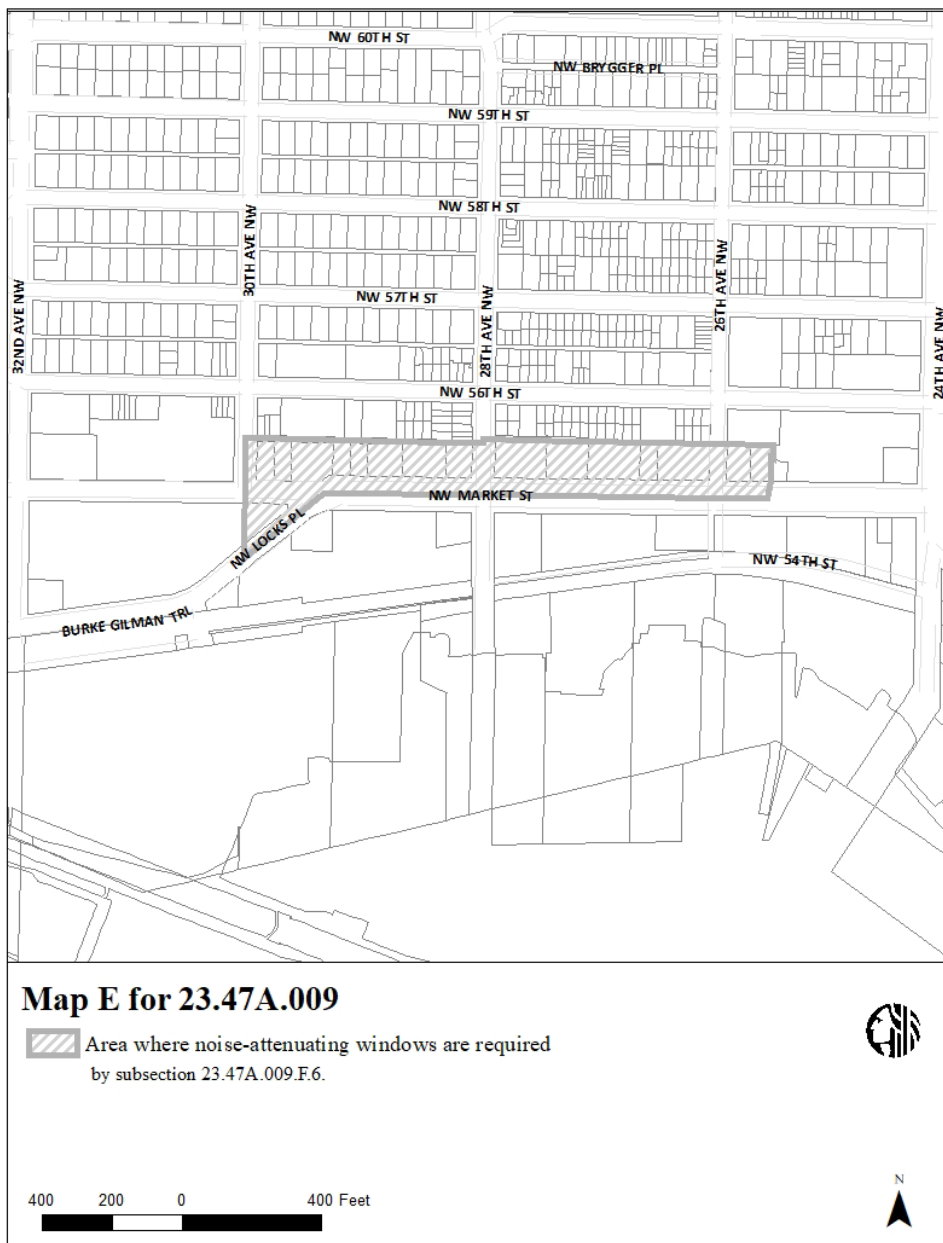 NW 60TH ST
NW BRYGGER PL
NW 59TH ST
NW 58TH ST
30TH AVE NW
26TH AVE NW
32ND AVE NW
NW 57TH ST
28TH AVE NW
24TH AVE NW
NW 56TH ST
NW MARKET ST
NW LOCKS PL
NW 54TH ST
BURKE GILMAN TRL
Map E for 23.47A.009
Area where noise-attenuating windows are required
by subsection 23.47A.009.F.6.
N
400 200 0 400 Feet